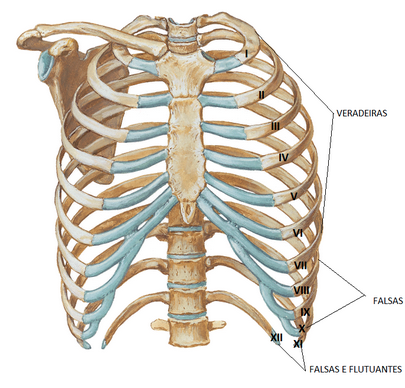 I
II
III
VERADEIRAS
IV
V
VI
VII
VIII
FALSAS
IX
X
XII
XI
FALSAS E FLUTUANTES